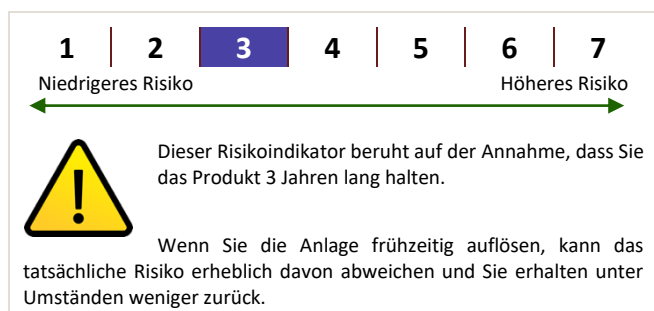 1 2 3 4 5 6 7
Niedrigeres Risiko Höheres Risiko
Dieser Risikoindikator beruht auf der Annahme, dass Sie
das Produkt 3 Jahren lang halten.
Wenn Sie die Anlage frühzeitig auflösen, kann das
tatsächliche Risiko erheblich davon abweichen und Sie erhalten unter
Umständen weniger zurück.